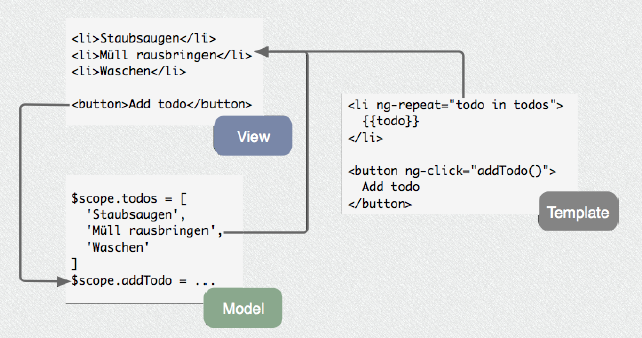 <li>Staubsaugen</li>
<li>Müll rausbringen</li>
<li>Waschen</li>
<button>Add todo</button>
View
$scope.todos = [
'Staubsaugen',
'Müll rausbringen',
'Waschen'
]
$scope.addTodo = ...
Model
<li ng-repeat="todo in todos">
{{todo}}
</li>
<button ng-click="addTodo()">
Add todo
</button>
Template